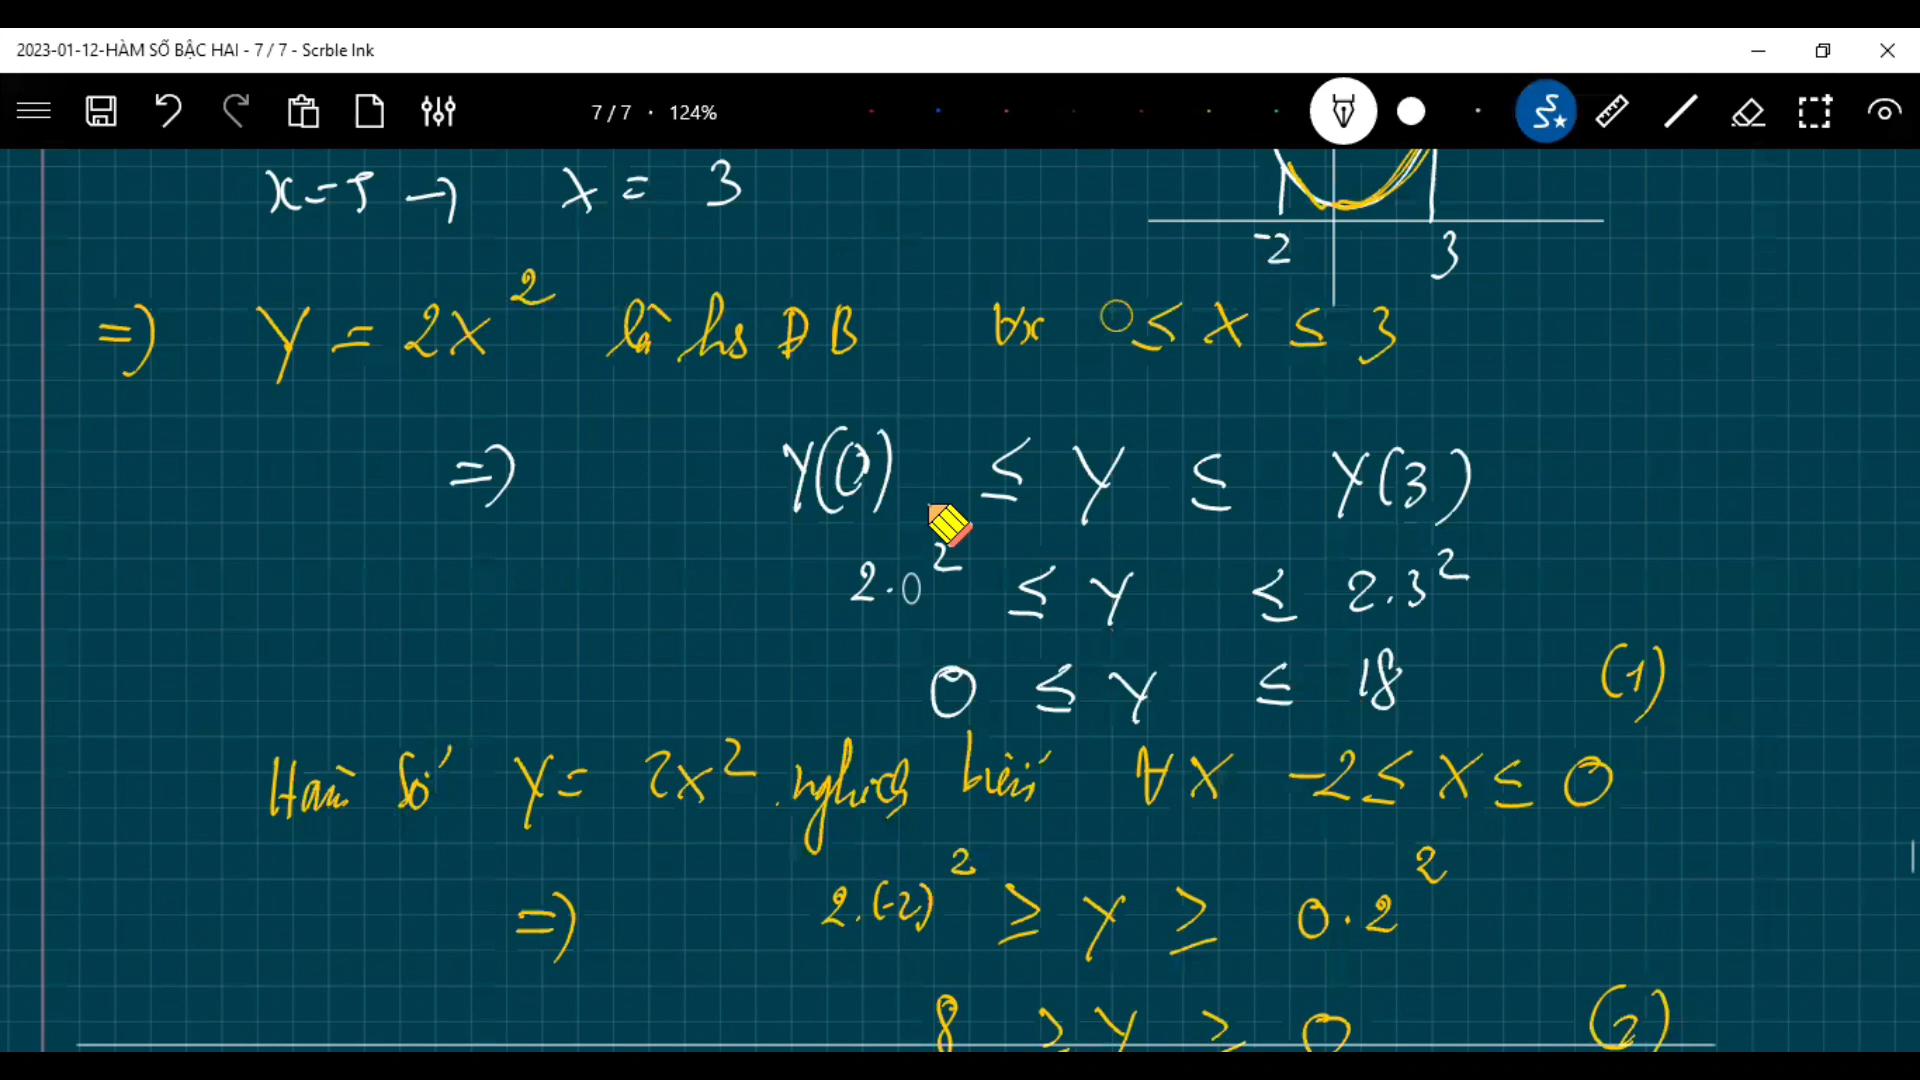 2023-01-12-HÀM SỐ BẬC HAI - 7 / 7 - Scrble Ink
7 / 7 · 124%
x=5 → X = 3
-2 3
=> Y = 2X² là hs ĐB ∀x 0 ≤ X ≤ 3
=> Y(0) ≤ Y ≤ Y(3)
2.0² ≤ Y ≤ 2.3²
0 ≤ Y ≤ 18 (1)
Hàm số Y = 2X² nghịch biến ∀X -2 ≤ X ≤ 0
=> 2.(-2)² ≥ Y ≥ 0.2²
8 ≥ Y ≥ 0 (2)